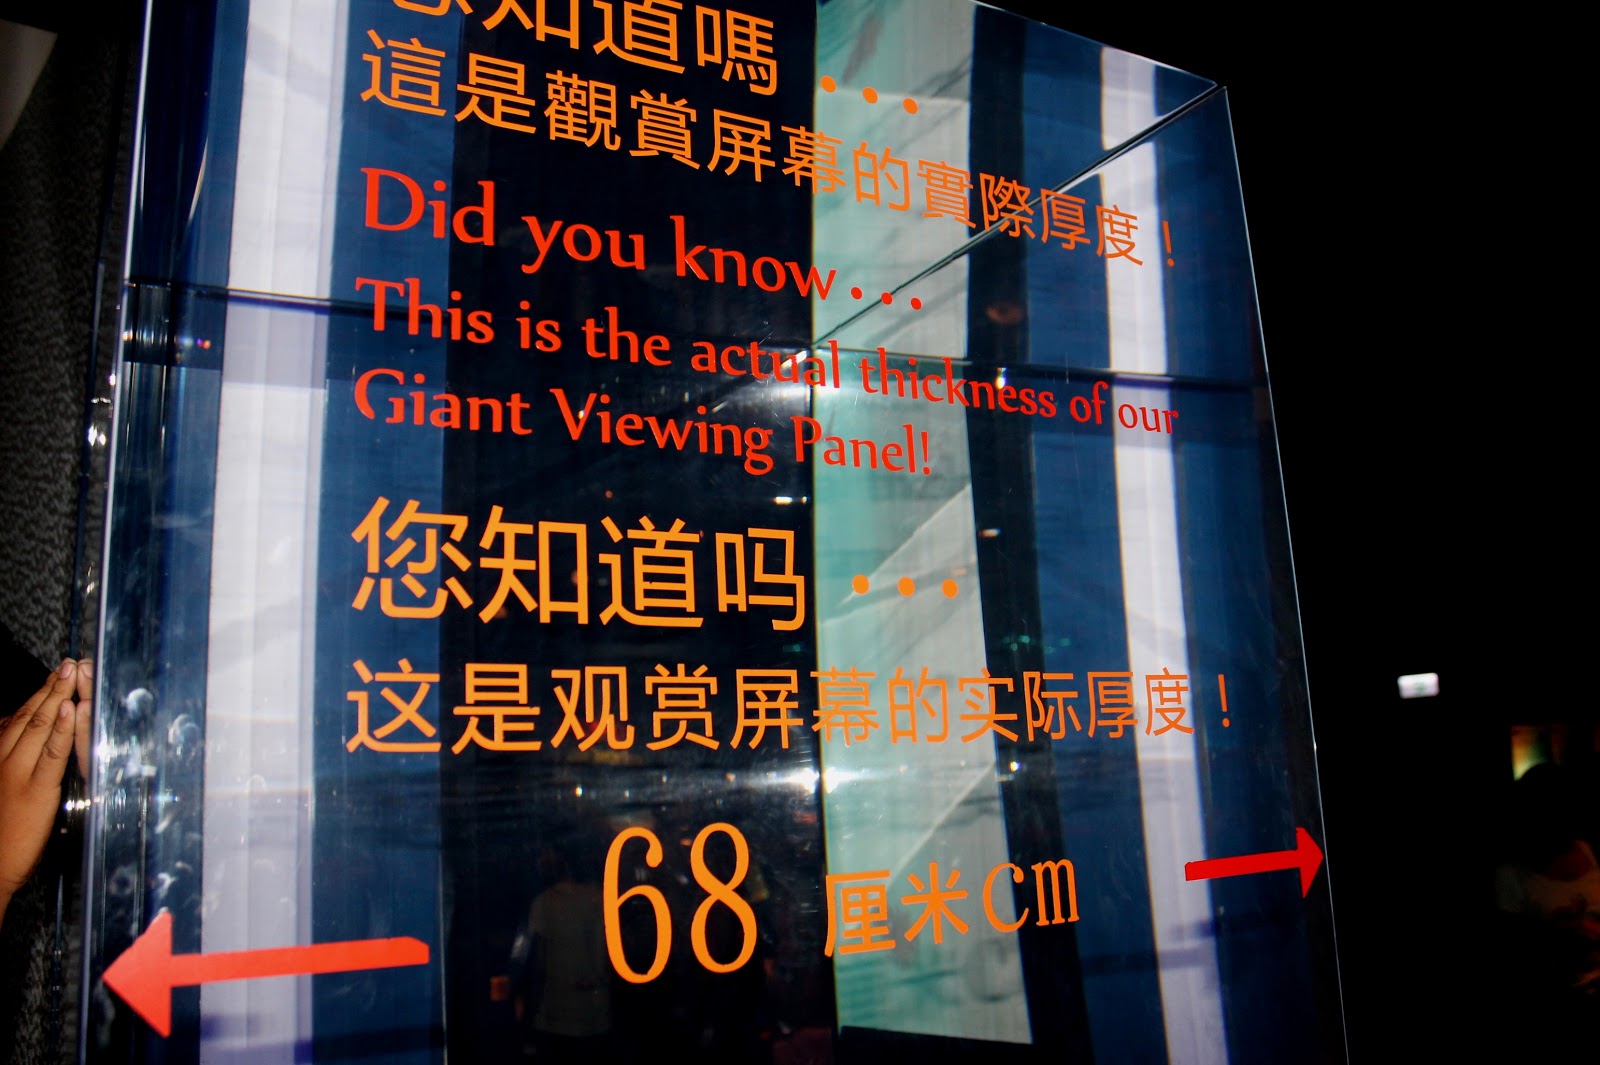 您知道嗎...
這是觀賞屏幕的實際厚度！
Did you know...
This is the actual thickness of our
Giant Viewing Panel!
您知道吗...
这是观赏屏幕的实际厚度！
68 厘米cm